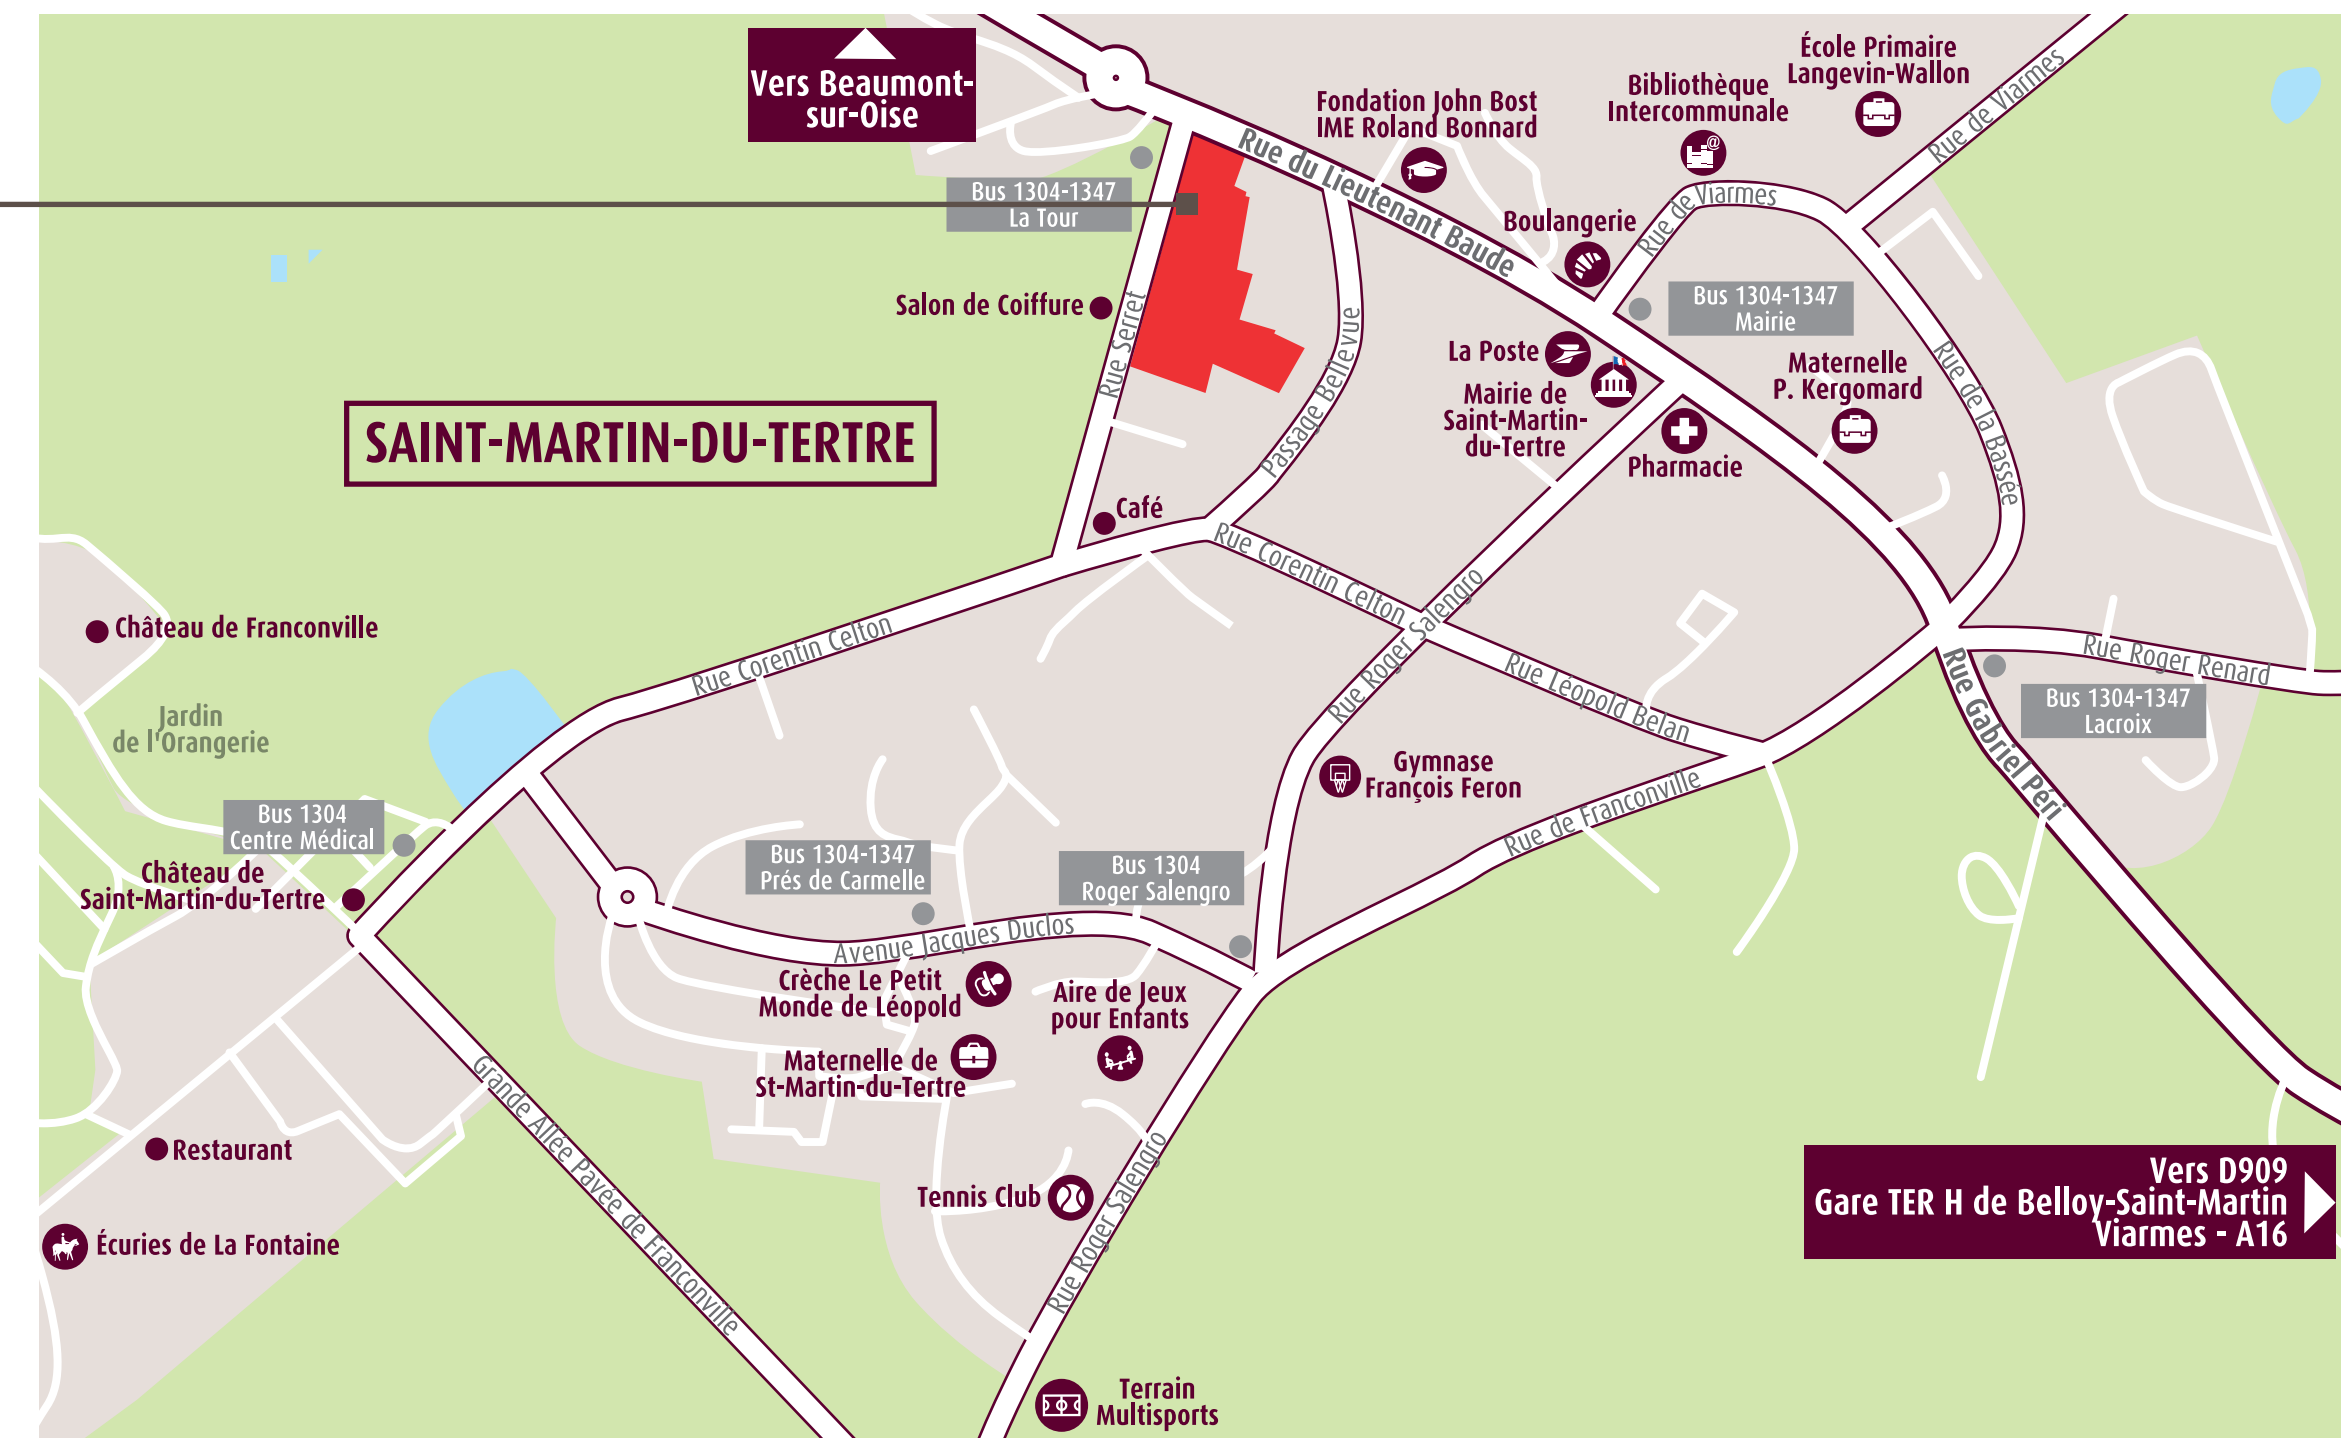 Vers Beaumont-
sur-Oise
École Primaire
Langevin-Wallon
Bibliothèque
Intercommunale
Fondation John Bost
IME Roland Bonnard
@
Rue de Viarmes
Rue du Lieutenant Baude
Bus 1304-1347
La Tour
Rue de Viarmes
Boulangerie
Salon de Coiffure
Rue Serret
Bus 1304-1347
Mairie
La Poste
Passage Bellevue
Maternelle
P. Kergomard
Rue de la Bassée
Mairie de
Saint-Martin-
du-Tertre
SAINT-MARTIN-DU-TERTRE
Pharmacie
Café
Rue Corentin Celton
Rue Roger Salengro
Château de Franconville
Rue Corentin Celton
Rue Roger Salengro
Rue Léopold Belan
Rue Roger Renard
Bus 1304-1347
Lacroix
Rue Gabriel Péri
Jardin
de l'Orangerie
Gymnase
François Feron
Rue de Franconville
Bus 1304
Centre Médical
Bus 1304-1347
Prés de Carmelle
Bus 1304
Roger Salengro
Château de
Saint-Martin-du-Tertre
Avenue Jacques Duclos
Crèche Le Petit
Monde de Léopold
Aire de Jeux
pour Enfants
Maternelle de
St-Martin-du-Tertre
Grande Allée Pavée de Franconville
Restaurant
Tennis Club
Rue Roger Salengro
Écuries de La Fontaine
Vers D909
Gare TER H de Belloy-Saint-Martin
Viarmes - A16
Terrain
Multisports